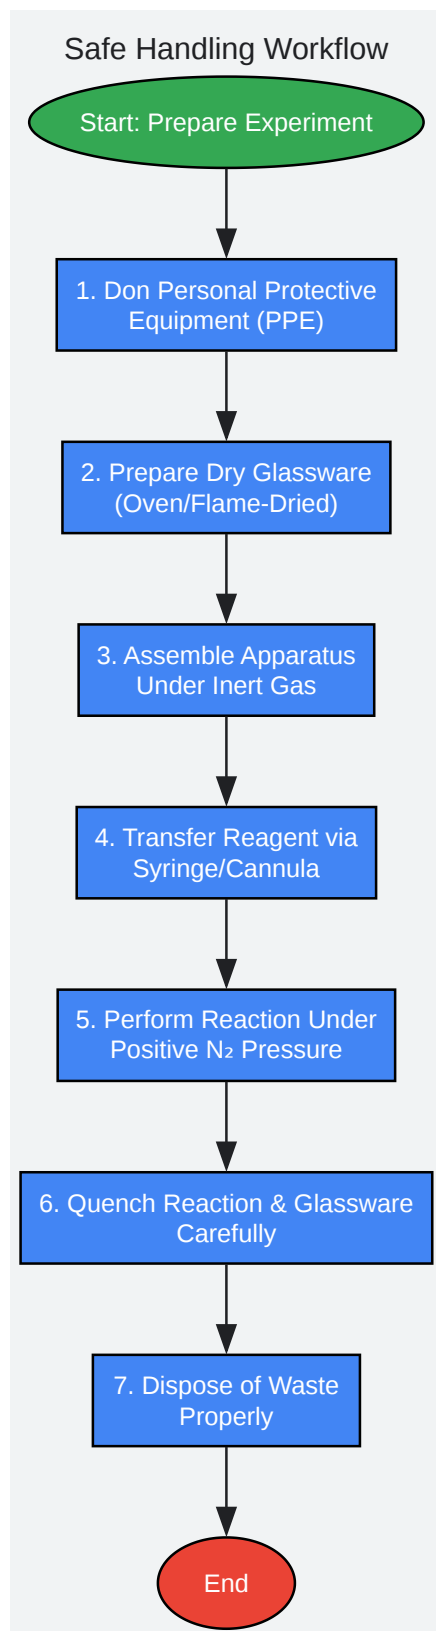 Safe Handling Workflow
Start: Prepare Experiment
1. Don Personal Protective
Equipment (PPE)
2. Prepare Dry Glassware
(Oven/Flame-Dried)
3. Assemble Apparatus
Under Inert Gas
4. Transfer Reagent via
Syringe/Cannula
5. Perform Reaction Under
Positive N₂ Pressure
6. Quench Reaction & Glassware
Carefully
7. Dispose of Waste
Properly
End